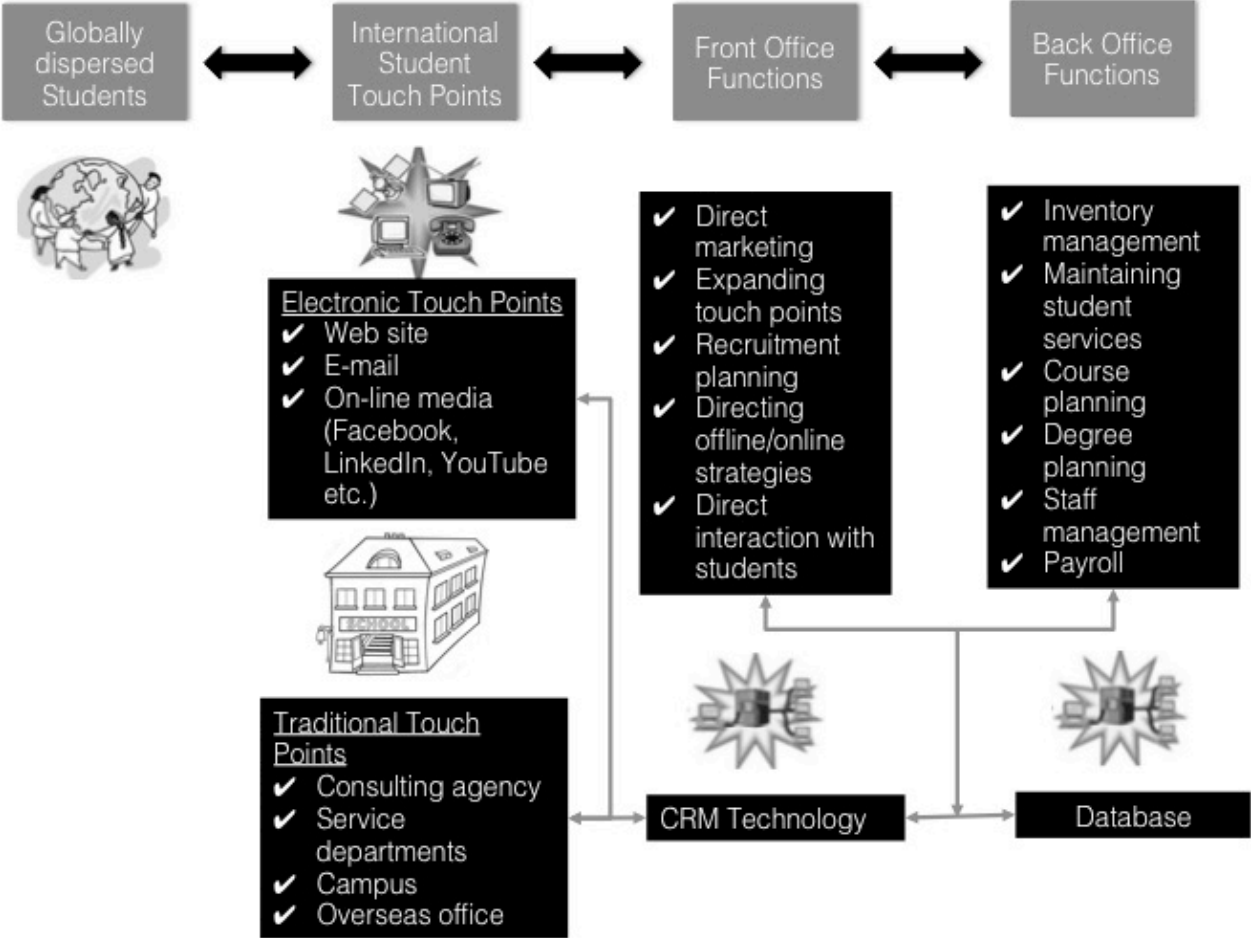 Globally
dispersed
Students
International
Student
Touch Points
Front Office
Functions
Back Office
Functions
Electronic Touch Points
✔ Web site
✔ E-mail
✔ On-line media
(Facebook,
LinkedIn, YouTube
etc.)
SCHOOL
Traditional Touch
Points
✔ Consulting agency
✔ Service
departments
✔ Campus
✔ Overseas office
✔ Direct
marketing
✔ Expanding
touch points
✔ Recruitment
planning
✔ Directing
offline/online
strategies
✔ Direct
interaction with
students
CRM Technology
✔ Inventory
management
✔ Maintaining
student
services
✔ Course
planning
✔ Degree
planning
✔ Staff
management
✔ Payroll
Database